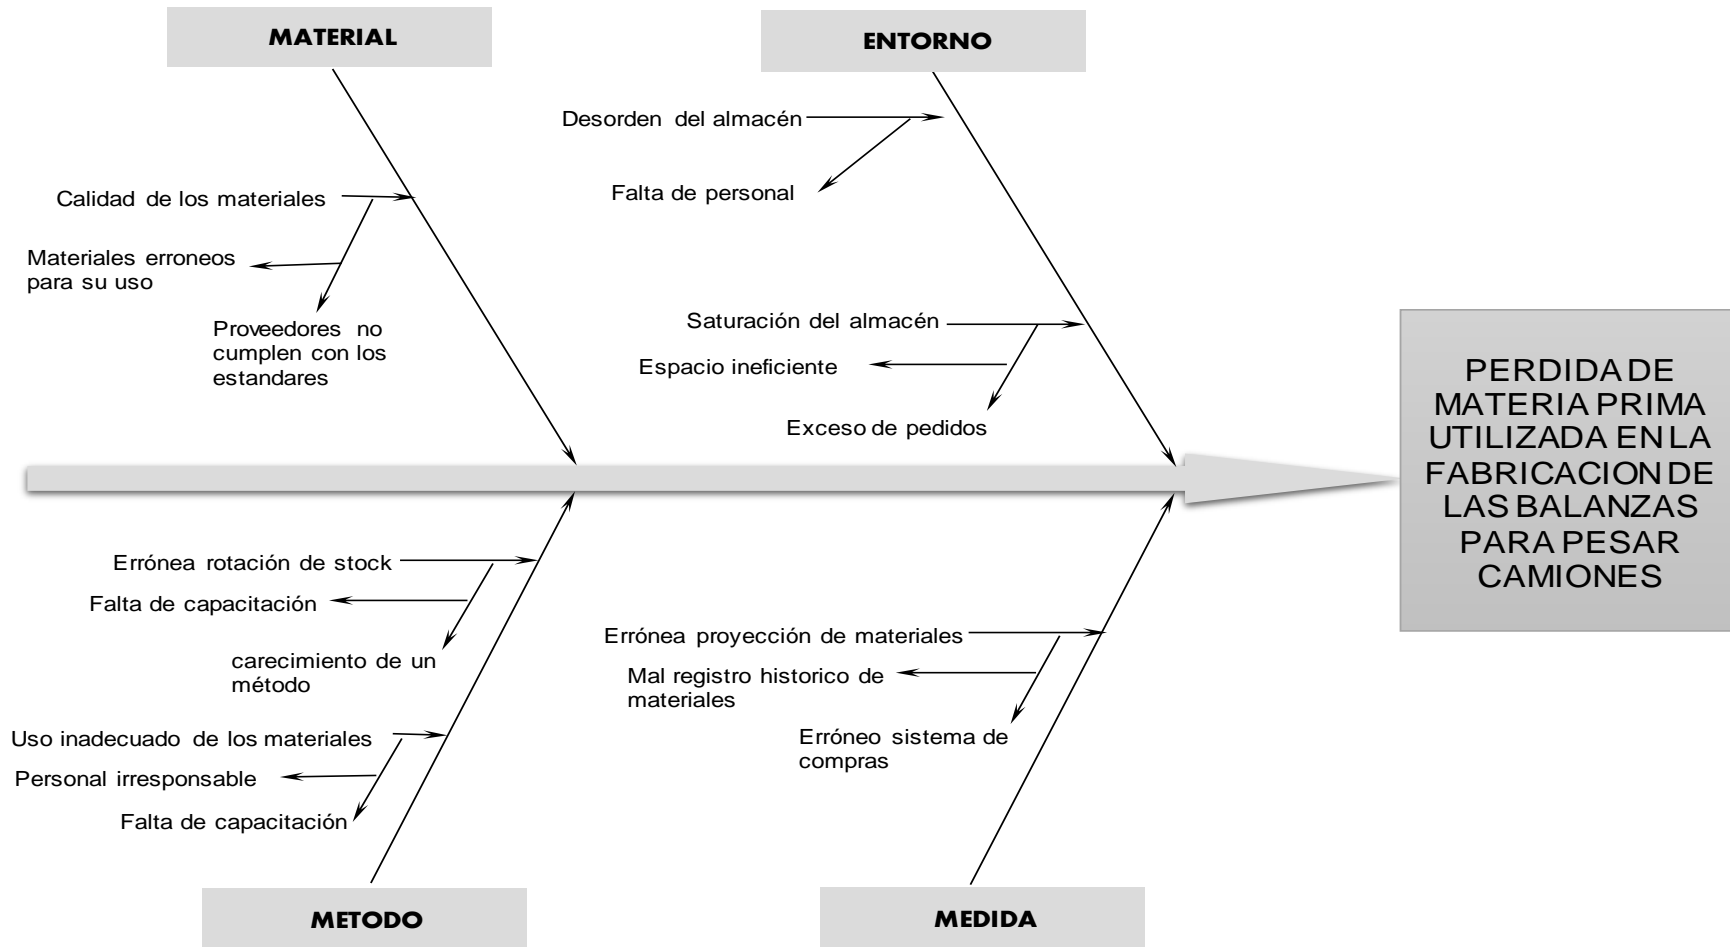 MATERIAL
ENTORNO
Desorden del almacén
Falta de personal
Calidad de los materiales
Materiales erroneos
para su uso
Proveedores no
cumplen con los
estandares
Saturación del almacén
Espacio ineficiente
Exceso de pedidos
PERDIDA DE
MATERIA PRIMA
UTILIZADA EN LA
FABRICACION DE
LAS BALANZAS
PARA PESAR
CAMIONES
Errónea rotación de stock
Falta de capacitación
carecimiento de un
método
Uso inadecuado de los materiales
Personal irresponsable
Falta de capacitación
Errónea proyección de materiales
Mal registro historico de
materiales
Erróneo sistema de
compras
METODO
MEDIDA